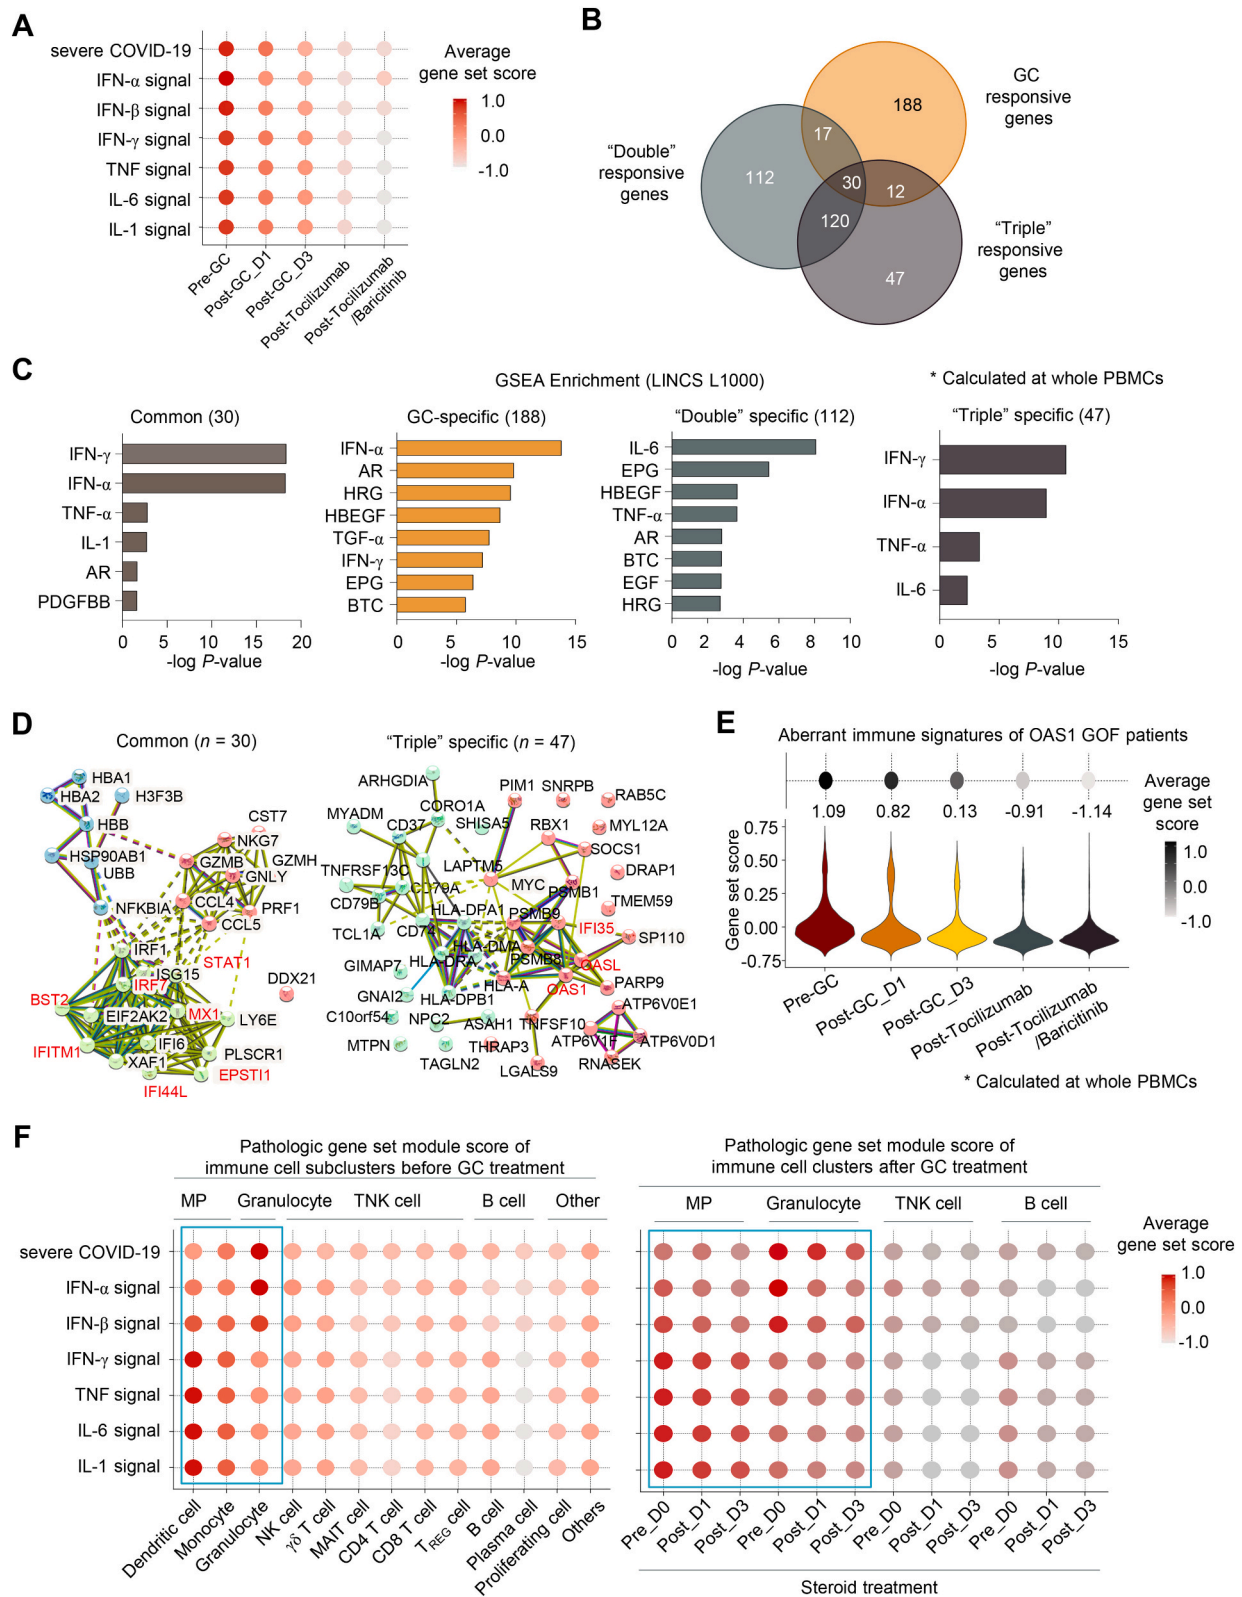 A
severe COVID-19
IFN-α signal
IFN-β signal
IFN-γ signal
TNF signal
IL-6 signal
IL-1 signal
Pre-GC
Post-GC_D1
Post-GC_D3
Post-Tocilizumab
Post-Tocilizumab
/Baricitinib
Average
gene set score
1.0
0.0
-1.0
B
GC
responsive
genes
"Double"
responsive
genes
"Triple"
responsive
genes
188
17
112
30
12
120
47
C
GSEA Enrichment (LINCS L1000)
* Calculated at whole PBMCs
Common (30)
IFN-γ
IFN-α
TNF-α
IL-1
AR
PDGFBB
0 5 10 15 20
-log P-value
GC-specific (188)
IFN-α
AR
HRG
HBEGF
TGF-α
IFN-γ
EPG
BTC
0 5 10 15
-log P-value
"Double" specific (112)
IL-6
EPG
HBEGF
TNF-α
AR
BTC
EGF
HRG
0 2 4 6 8 10
-log P-value
"Triple" specific (47)
IFN-γ
IFN-α
TNF-α
IL-6
0 5 10 15
-log P-value
D
Common (n = 30)
HBA1
HBA2
H3F3B
HBB
CST7
NKG7
HSP90AB1
UBB
GZMB
GZMH
GNLY
NFKBIA
CCL4
PRF1
CCL5
IRF1
STAT1
ISG15
IRF7
DDX21
BST2
EIF2AK2
MX1
LY6E
IFITM1
IFI6
XAF1
PLSCR1
EPSTI1
IFI44L
"Triple" specific (n = 47)
ARHGDIA
PIM1
SNRPB
RAB5C
MYADM
CORO1A
CD37
SHISA5
RBX1
MYL12A
SOCS1
TNFRSF13C
LAPTM5
DRAP1
CD79A
MYC
PSMB1
CD79B
TMEM59
HLA-DPA1
PSMB9
IFI35
TCL1A
CD74
SP110
HLA-DMA
GIMAP7
HLA-DRA
PSMB8
OASL
HLA-A
OAS1
PARP9
GNAI2
HLA-DPB1
ATP6V0E1
C10orf54
NPC2
ASAH1
TNFSF10
ATP6V1F
ATP6V0D1
MTPN
TAGLN2
THRAP3
LGALS9
RNASEK
E
Aberrant immune signatures of OAS1 GOF patients
1.09 0.82 0.13 -0.91 -1.14
Gene set score
0.75
0.50
0.25
0.00
-0.75
Pre-GC
Post-GC_D1
Post-GC_D3
Post-Tocilizumab
Post-Tocilizumab
/Baricitinib
Average
gene set
score
1.0
0.0
-1.0
* Calculated at whole PBMCs
F
Pathologic gene set module score of
immune cell subclusters before GC treatment
MP Granulocyte TNK cell B cell Other
severe COVID-19
IFN-α signal
IFN-β signal
IFN-γ signal
TNF signal
IL-6 signal
IL-1 signal
Dendritic cell
Monocyte
Granulocyte
NK cell
γδ T cell
MAIT cell
CD4 T cell
CD8 T cell
TREG cell
B cell
Plasma cell
Proliferating cell
Others
Pathologic gene set module score of
immune cell clusters after GC treatment
MP Granulocyte TNK cell B cell
Pre_D0
Post_D1
Post_D3
Pre_D0
Post_D1
Post_D3
Pre_D0
Post_D1
Post_D3
Pre_D0
Post_D1
Post_D3
Steroid treatment
Average
gene set score
1.0
0.0
-1.0